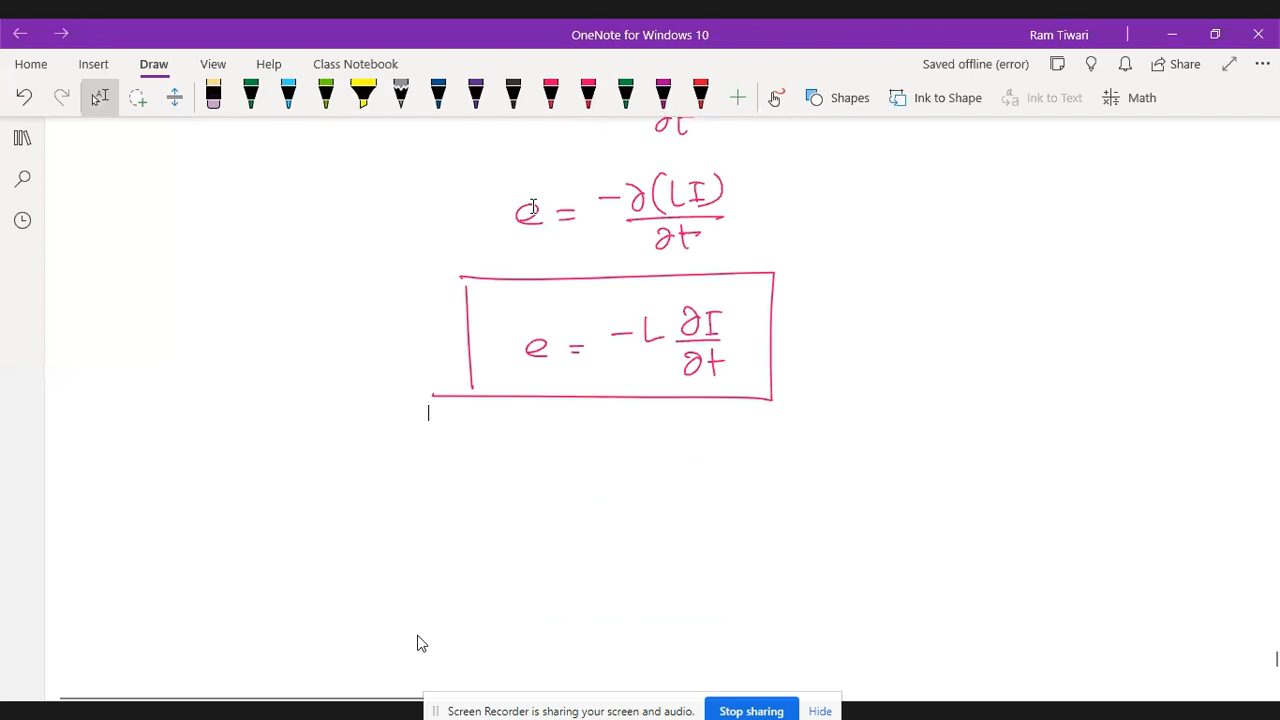 OneNote for Windows 10
Ram Tiwari
Home Insert Draw View Help Class Notebook
Saved offline (error) Share
Shapes Ink to Shape Ink to Text Math
∂t
e = -∂(LI)
∂t
e = -L ∂I
∂t
Screen Recorder is sharing your screen and audio. Stop sharing Hide